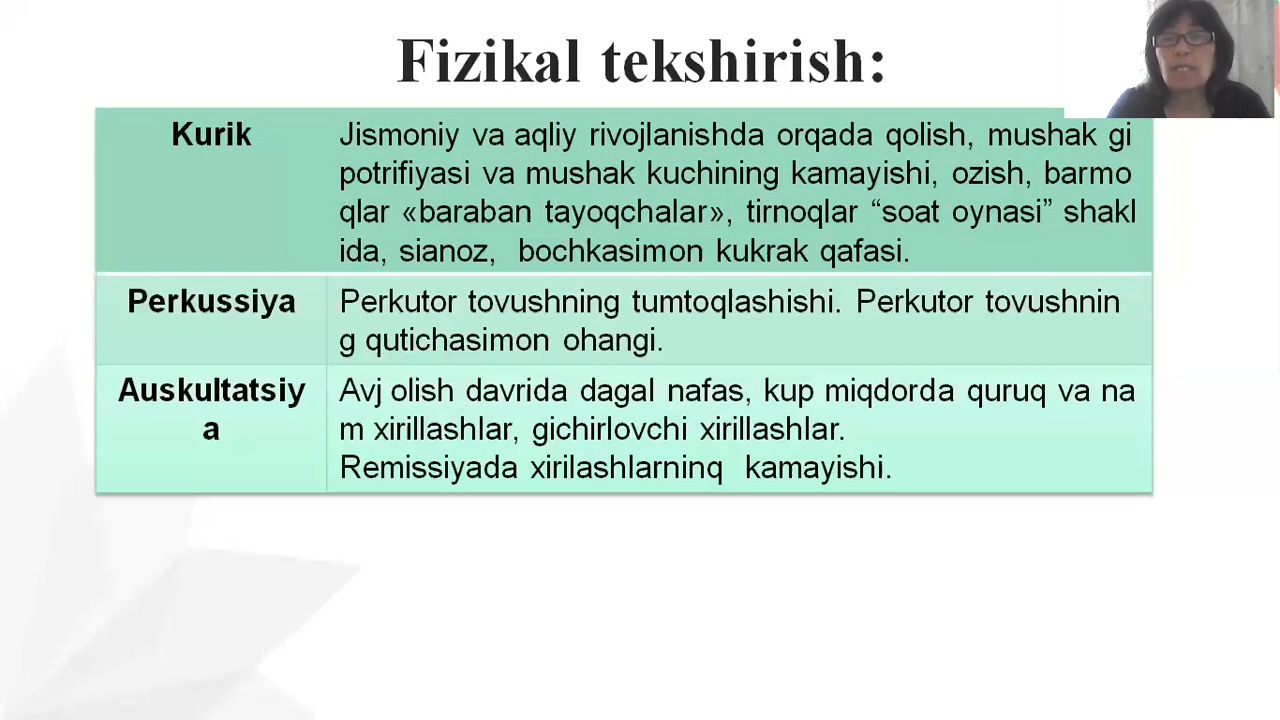 Fizikal tekshirish:
Kurik
Jismoniy va aqliy rivojlanishda orqada qolish, mushak gi
potrifiyasi va mushak kuchining kamayishi, ozish, barmo
qlar «baraban tayoqchalar», tirnoqlar “soat oynasi” shakl
ida, sianoz,  bochkasimon kukrak qafasi.
Perkussiya
Perkutor tovushning tumtoqlashishi. Perkutor tovushnin
g qutichasimon ohangi.
Auskultatsiy
a
Avj olish davrida dagal nafas, kup miqdorda quruq va na
m xirillashlar, gichirlovchi xirillashlar.
Remissiyada xirilashlarninq  kamayishi.